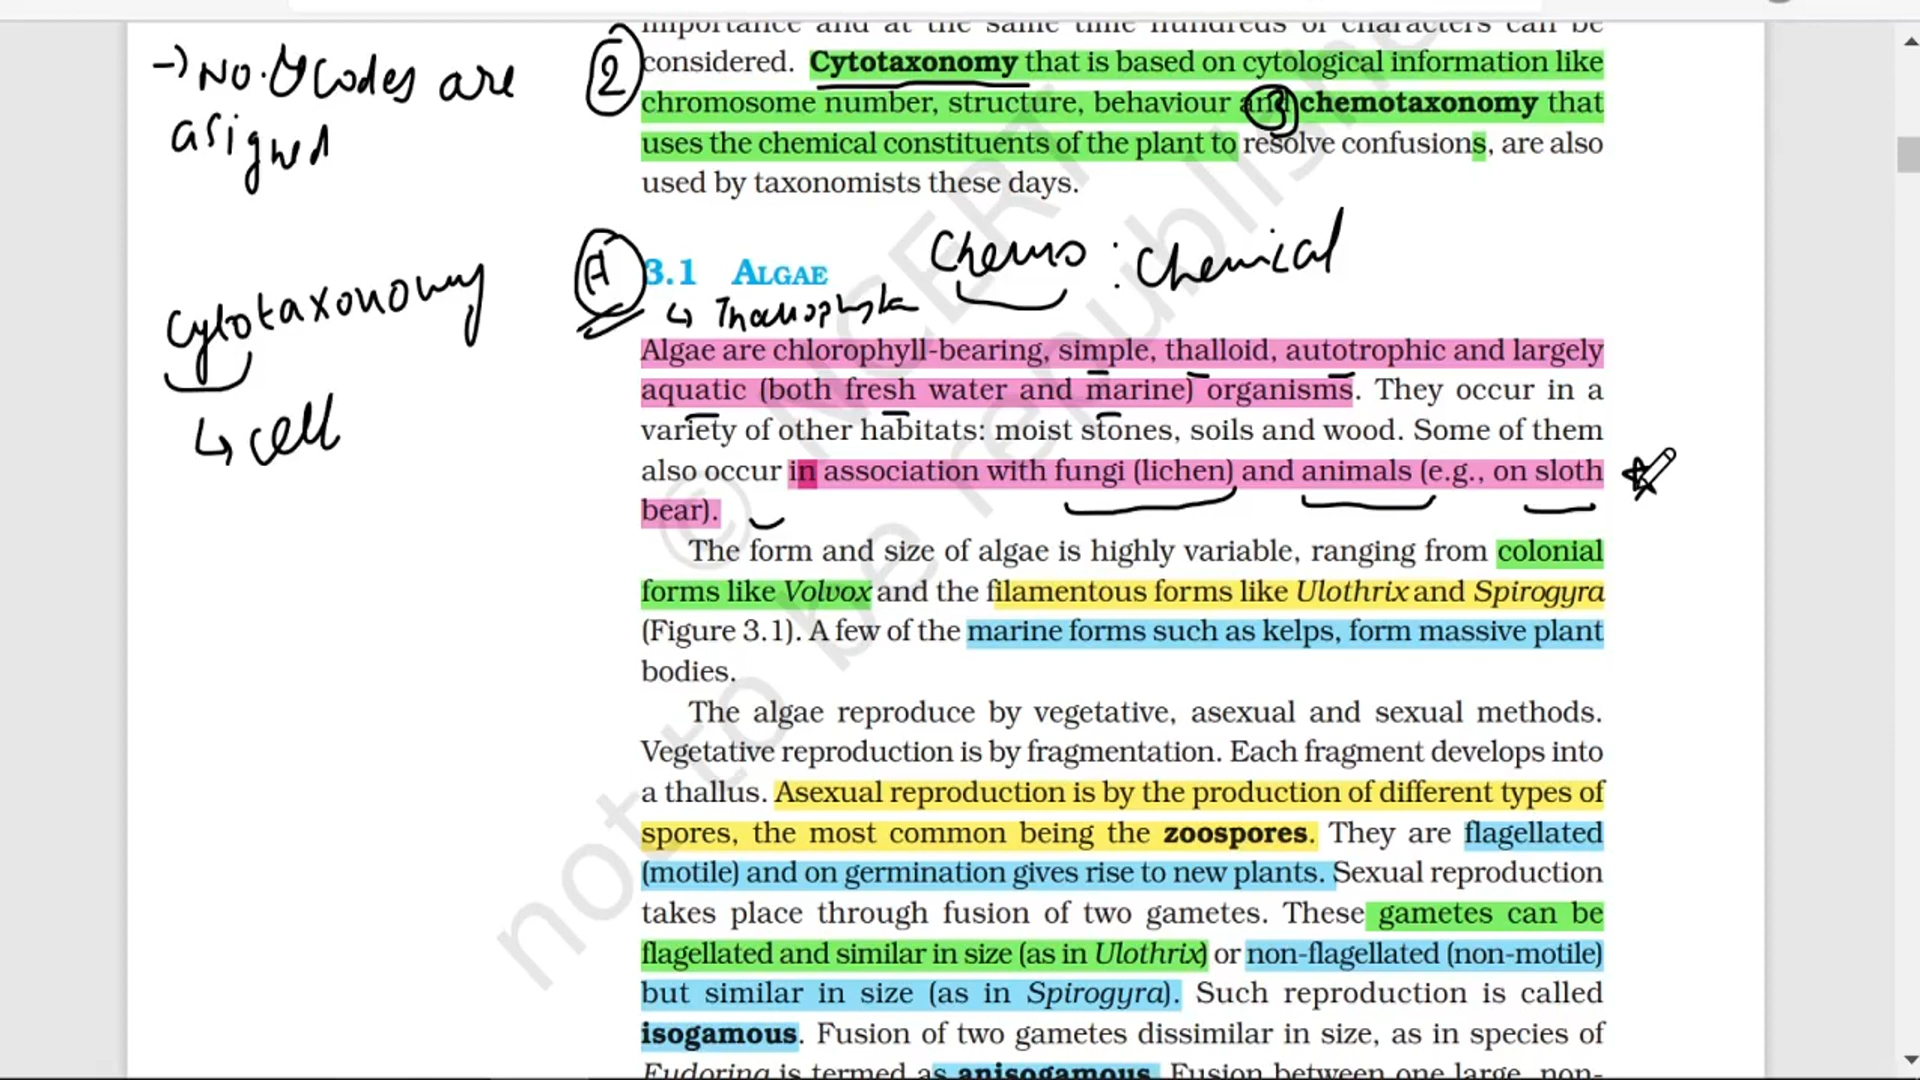 importance and at the same time hundreds of characters can be
considered. Cytotaxonomy that is based on cytological information like
chromosome number, structure, behaviour and chemotaxonomy that
uses the chemical constituents of the plant to resolve confusions, are also
used by taxonomists these days.
→ No. & Codes are
asigned
2
3
Cytotaxonomy
↳ cell
A
3.1 ALGAE
Chemo : Chemical
↳
Algae are chlorophyll-bearing, simple, thalloid, autotrophic and largely
aquatic (both fresh water and marine) organisms. They occur in a
variety of other habitats: moist stones, soils and wood. Some of them
also occur in association with fungi (lichen) and animals (e.g., on sloth
bear).
The form and size of algae is highly variable, ranging from colonial
forms like Volvox and the filamentous forms like Ulothrix and Spirogyra
(Figure 3.1). A few of the marine forms such as kelps, form massive plant
bodies.
The algae reproduce by vegetative, asexual and sexual methods.
Vegetative reproduction is by fragmentation. Each fragment develops into
a thallus. Asexual reproduction is by the production of different types of
spores, the most common being the zoospores. They are flagellated
(motile) and on germination gives rise to new plants. Sexual reproduction
takes place through fusion of two gametes. These gametes can be
flagellated and similar in size (as in Ulothrix) or non-flagellated (non-motile)
but similar in size (as in Spirogyra). Such reproduction is called
isogamous. Fusion of two gametes dissimilar in size, as in species of
Eudorina is termed as anisogamous. Fusion between one large, non-
© NCERT
not to be republished